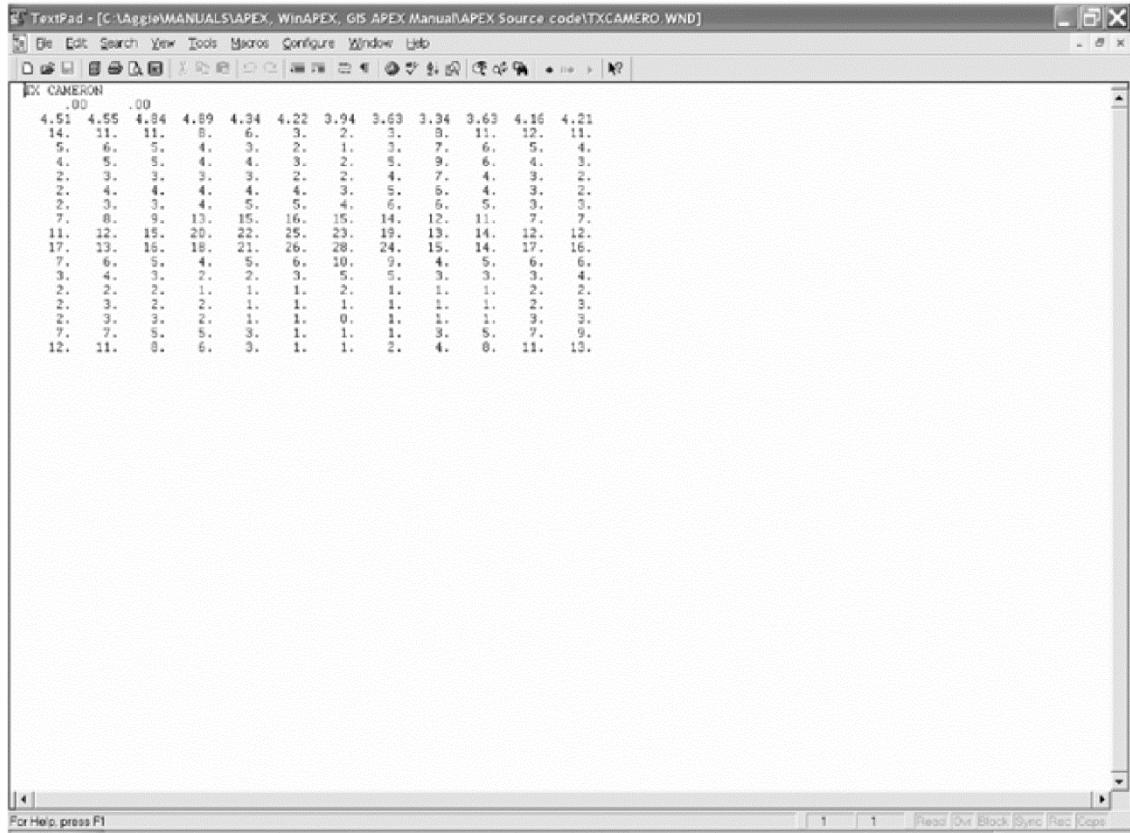 TextPad - [C:\Aggie\MANUALS\APEX, WinAPEX, GIS APEX Manual\APEX Source code\TXCAMERO.WND]
File Edit Search View Tools Macros Configure Window Help
TX CAMERON
.00 .00
4.51 4.55 4.84 4.89 4.34 4.22 3.94 3.63 3.34 3.63 4.16 4.21
14. 11. 11. 8. 6. 3. 2. 3. 8. 11. 12. 11.
5. 6. 5. 4. 3. 2. 1. 3. 7. 6. 5. 4.
4. 5. 5. 4. 4. 3. 2. 5. 9. 6. 4. 3.
2. 3. 3. 3. 3. 2. 2. 4. 7. 4. 3. 2.
2. 4. 4. 4. 4. 4. 3. 5. 6. 4. 3. 2.
2. 3. 3. 4. 5. 5. 4. 6. 6. 5. 3. 3.
7. 8. 9. 13. 15. 16. 15. 14. 12. 11. 7. 7.
11. 12. 15. 20. 22. 25. 23. 19. 13. 14. 12. 12.
17. 13. 16. 18. 21. 26. 28. 24. 15. 14. 17. 16.
7. 6. 5. 4. 5. 6. 10. 9. 4. 5. 6. 6.
3. 4. 3. 2. 2. 3. 5. 5. 3. 3. 3. 4.
2. 2. 2. 1. 1. 1. 2. 1. 1. 1. 2. 2.
2. 3. 2. 2. 1. 1. 1. 1. 1. 1. 2. 3.
2. 3. 3. 2. 1. 1. 0. 1. 1. 1. 3. 3.
7. 7. 5. 5. 3. 1. 1. 1. 3. 5. 7. 9.
12. 11. 8. 6. 3. 1. 1. 2. 4. 8. 11. 13.
For Help, press F1
1 1 Read Ovr Block Sync Rec Caps